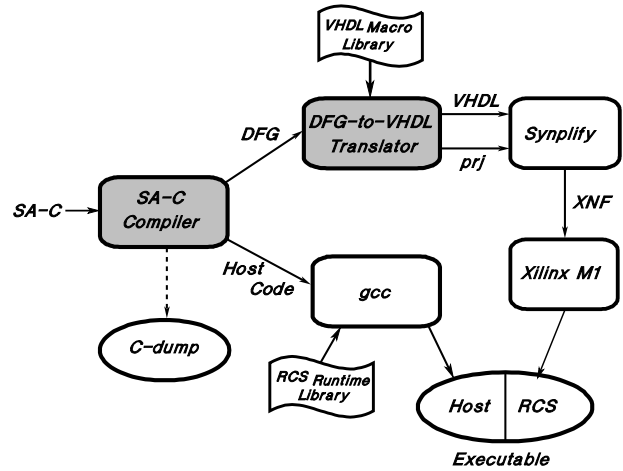 VHDL Macro
Library
VHDL
DFG
DFG-to-VHDL
Translator
Synplify
prj
SA-C
SA-C
Compiler
XNF
Host
Code
gcc
Xilinx M1
C-dump
RCS Runtime
Library
Host
RCS
Executable